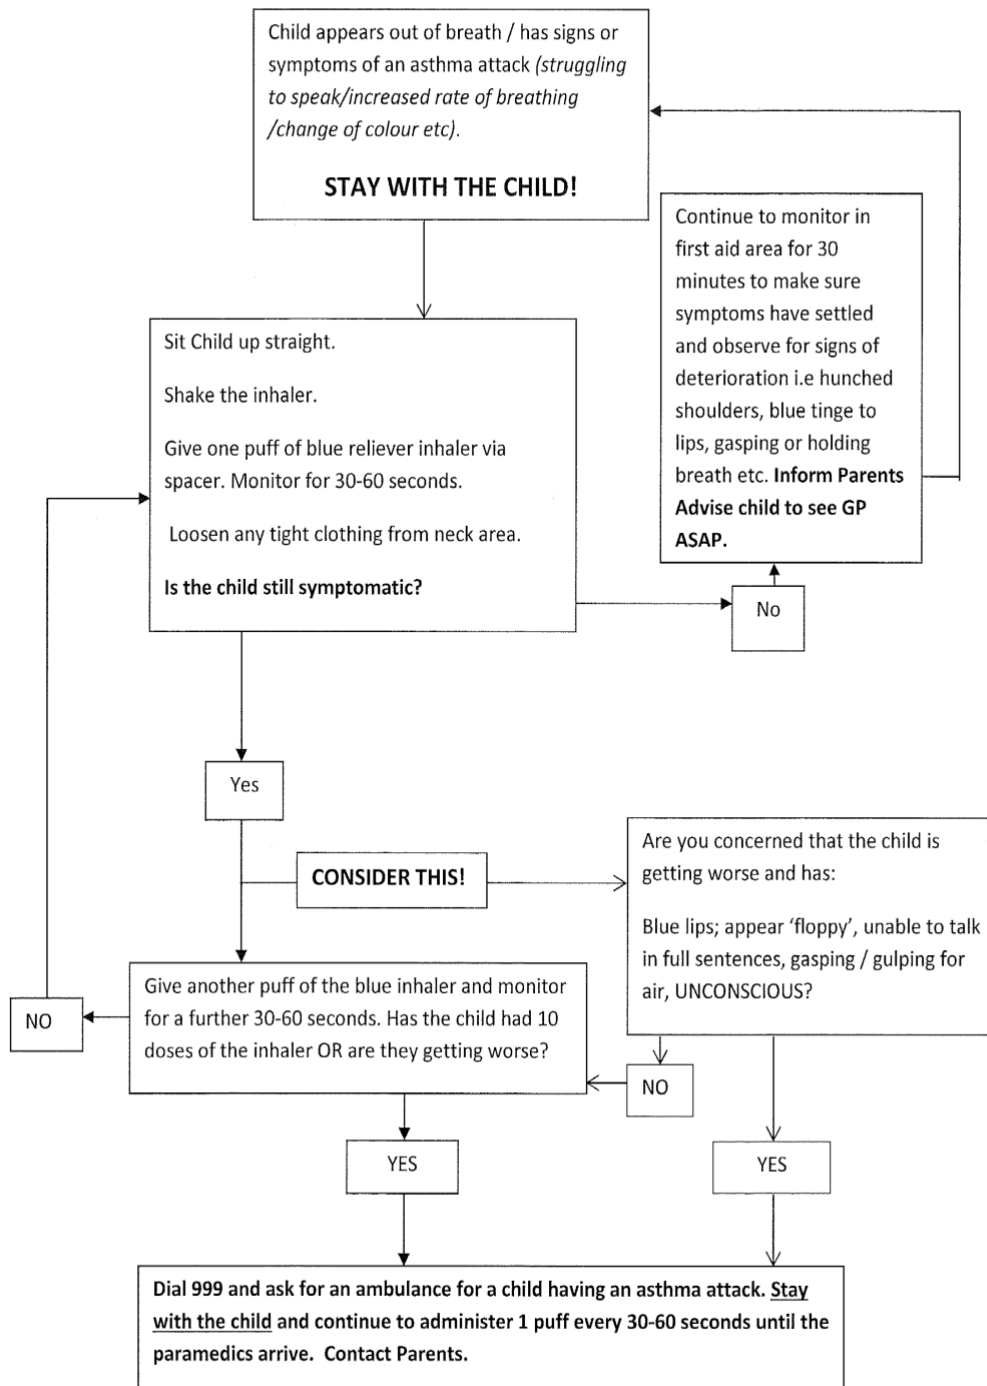 Child appears out of breath / has signs or
symptoms of an asthma attack (struggling
to speak/increased rate of breathing
/change of colour etc).
STAY WITH THE CHILD!
Continue to monitor in
first aid area for 30
minutes to make sure
symptoms have settled
and observe for signs of
deterioration i.e hunched
shoulders, blue tinge to
lips, gasping or holding
breath etc. Inform Parents
Advise child to see GP
ASAP.
Sit Child up straight.
Shake the inhaler.
Give one puff of blue reliever inhaler via
spacer. Monitor for 30-60 seconds.
Loosen any tight clothing from neck area.
Is the child still symptomatic?
No
Yes
CONSIDER THIS!
Are you concerned that the child is
getting worse and has:
Blue lips; appear ‘floppy’, unable to talk
in full sentences, gasping / gulping for
air, UNCONSCIOUS?
Give another puff of the blue inhaler and monitor
for a further 30-60 seconds. Has the child had 10
doses of the inhaler OR are they getting worse?
NO
NO
YES
YES
Dial 999 and ask for an ambulance for a child having an asthma attack. Stay
with the child and continue to administer 1 puff every 30-60 seconds until the
paramedics arrive.  Contact Parents.